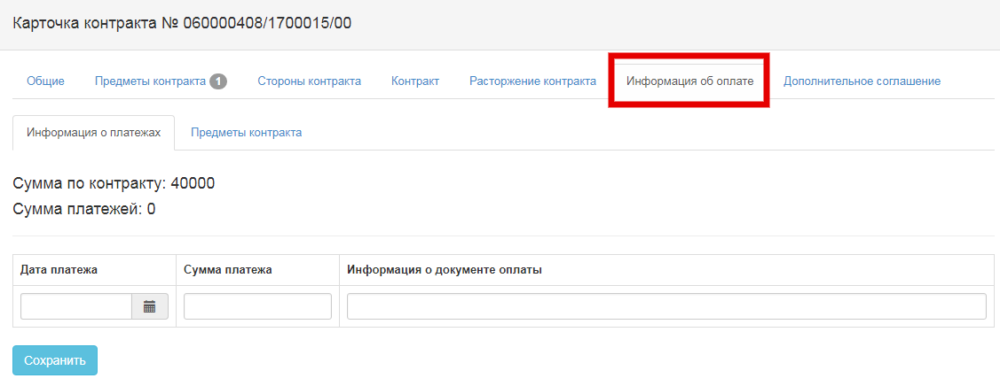 Карточка контракта № 060000408/1700015/00
Общие Предметы контракта 1 Стороны контракта Контракт Расторжение контракта Информация об оплате Дополнительное соглашение
Информация о платежах Предметы контракта
Сумма по контракту: 40000
Сумма платежей: 0
Дата платежа Сумма платежа Информация о документе оплаты
Сохранить